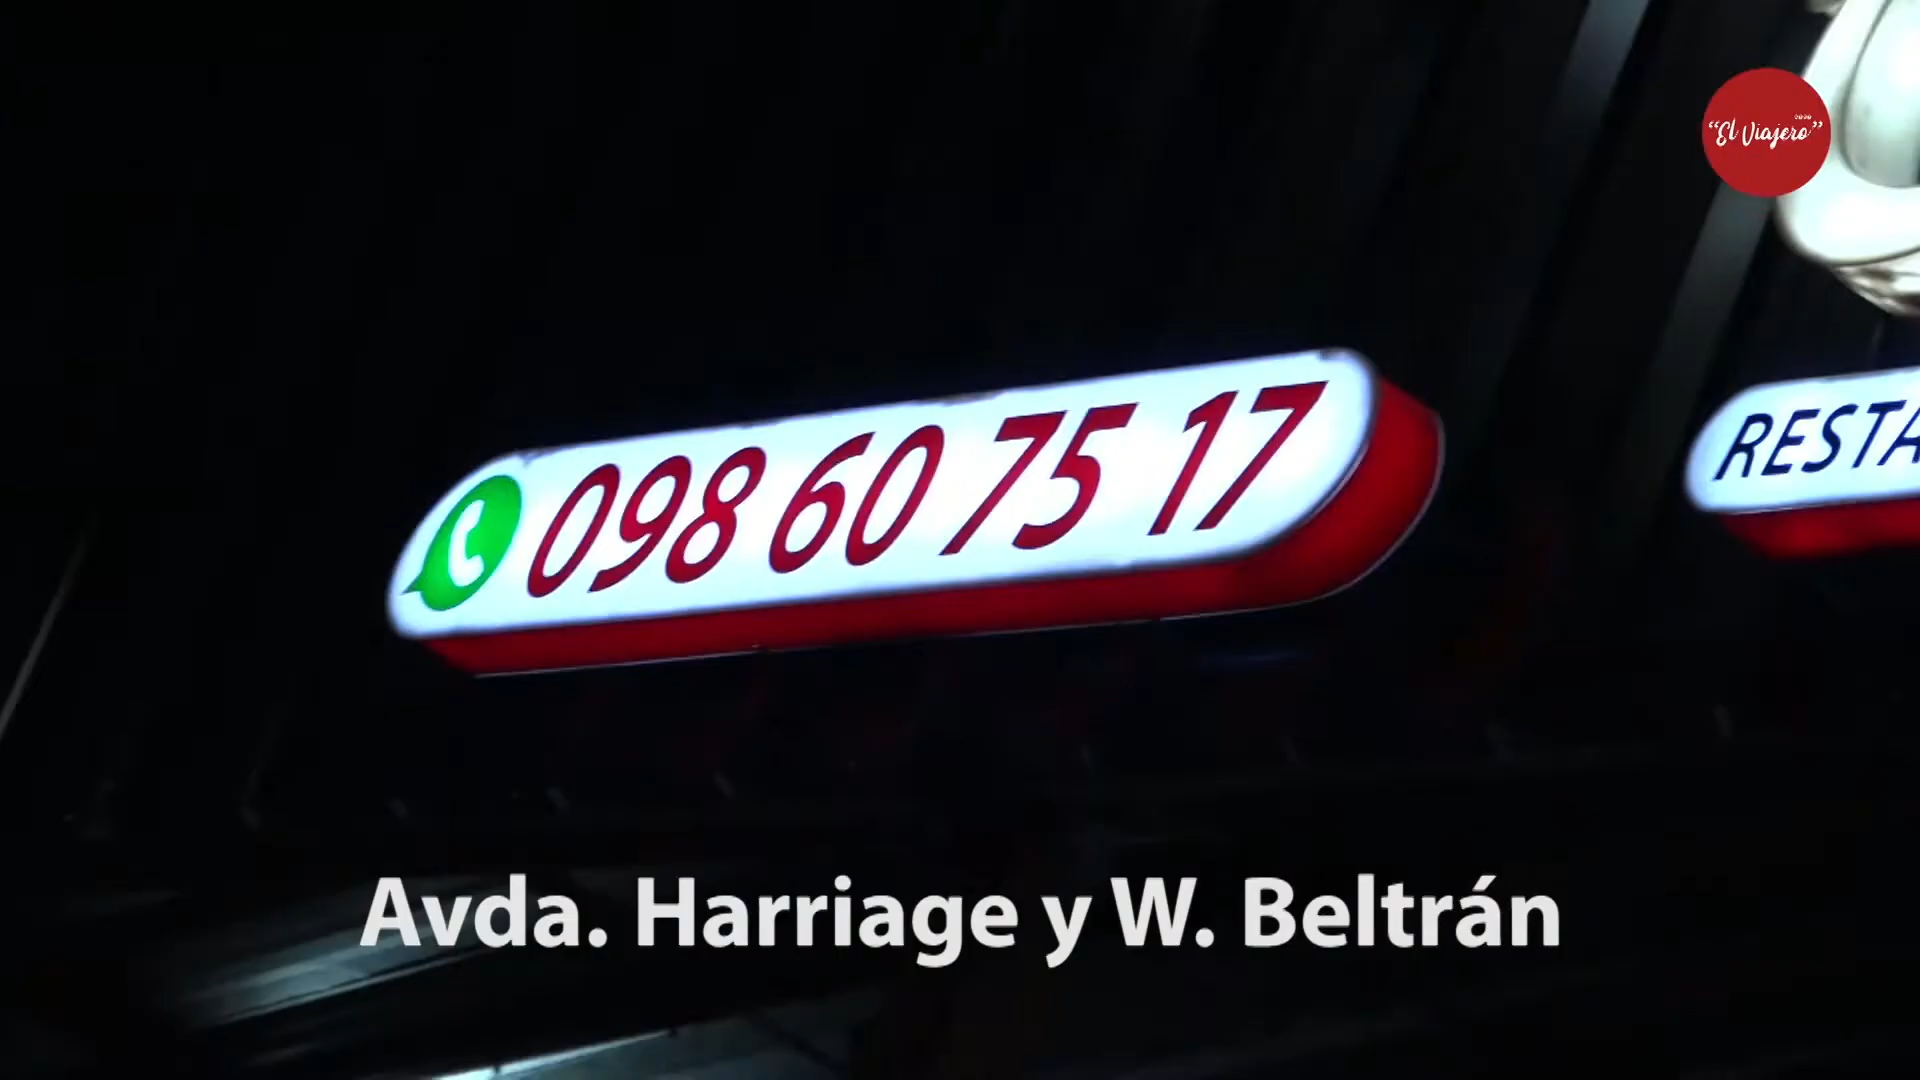 “El Viajero”
098 60 75 17
RESTA
Avda. Harriage y W. Beltrán